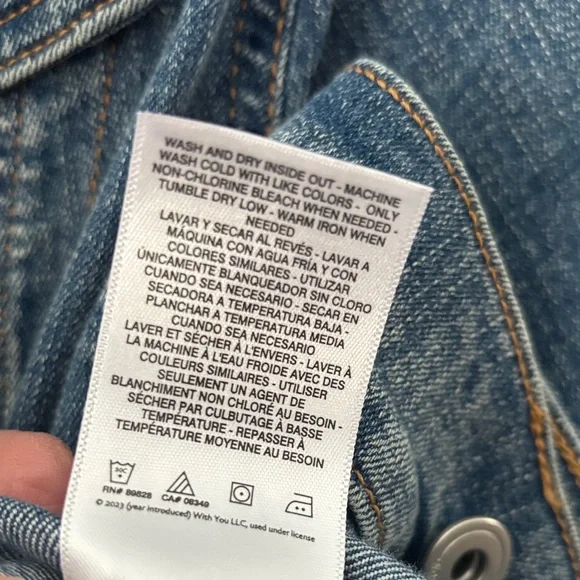 WASH AND DRY INSIDE OUT - MACHINE
WASH COLD WITH LIKE COLORS - ONLY
NON-CHLORINE BLEACH WHEN NEEDED -
TUMBLE DRY LOW - WARM IRON WHEN
NEEDED
LAVAR Y SECAR AL REVÉS - LAVAR A
MÁQUINA CON AGUA FRÍA Y CON
COLORES SIMILARES - UTILIZAR
ÚNICAMENTE BLANQUEADOR SIN CLORO
CUANDO SEA NECESARIO - SECAR EN
SECADORA A TEMPERATURA BAJA -
PLANCHAR A TEMPERATURA MEDIA
CUANDO SEA NECESARIO
LAVER ET SÉCHER À L'ENVERS - LAVER À
LA MACHINE À L'EAU FROIDE AVEC DES
COULEURS SIMILAIRES - UTILISER
SEULEMENT UN AGENT DE
BLANCHIMENT NON CHLORÉ AU BESOIN -
SÉCHER PAR CULBUTAGE À BASSE
TEMPÉRATURE - REPASSER À
TEMPÉRATURE MOYENNE AU BESOIN
30C
RN# 89828 CA# 06349
© 2023 (year introduced) With You LLC, used under license